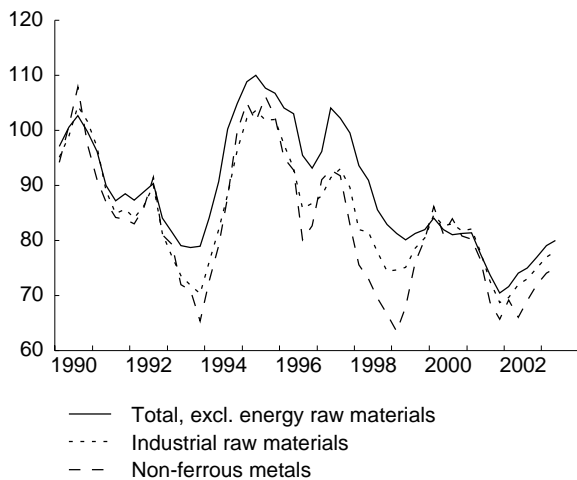 120
110
100
90
80
70
60
1990 1992 1994 1996 1998 2000 2002
Total, excl. energy raw materials
Industrial raw materials
Non-ferrous metals